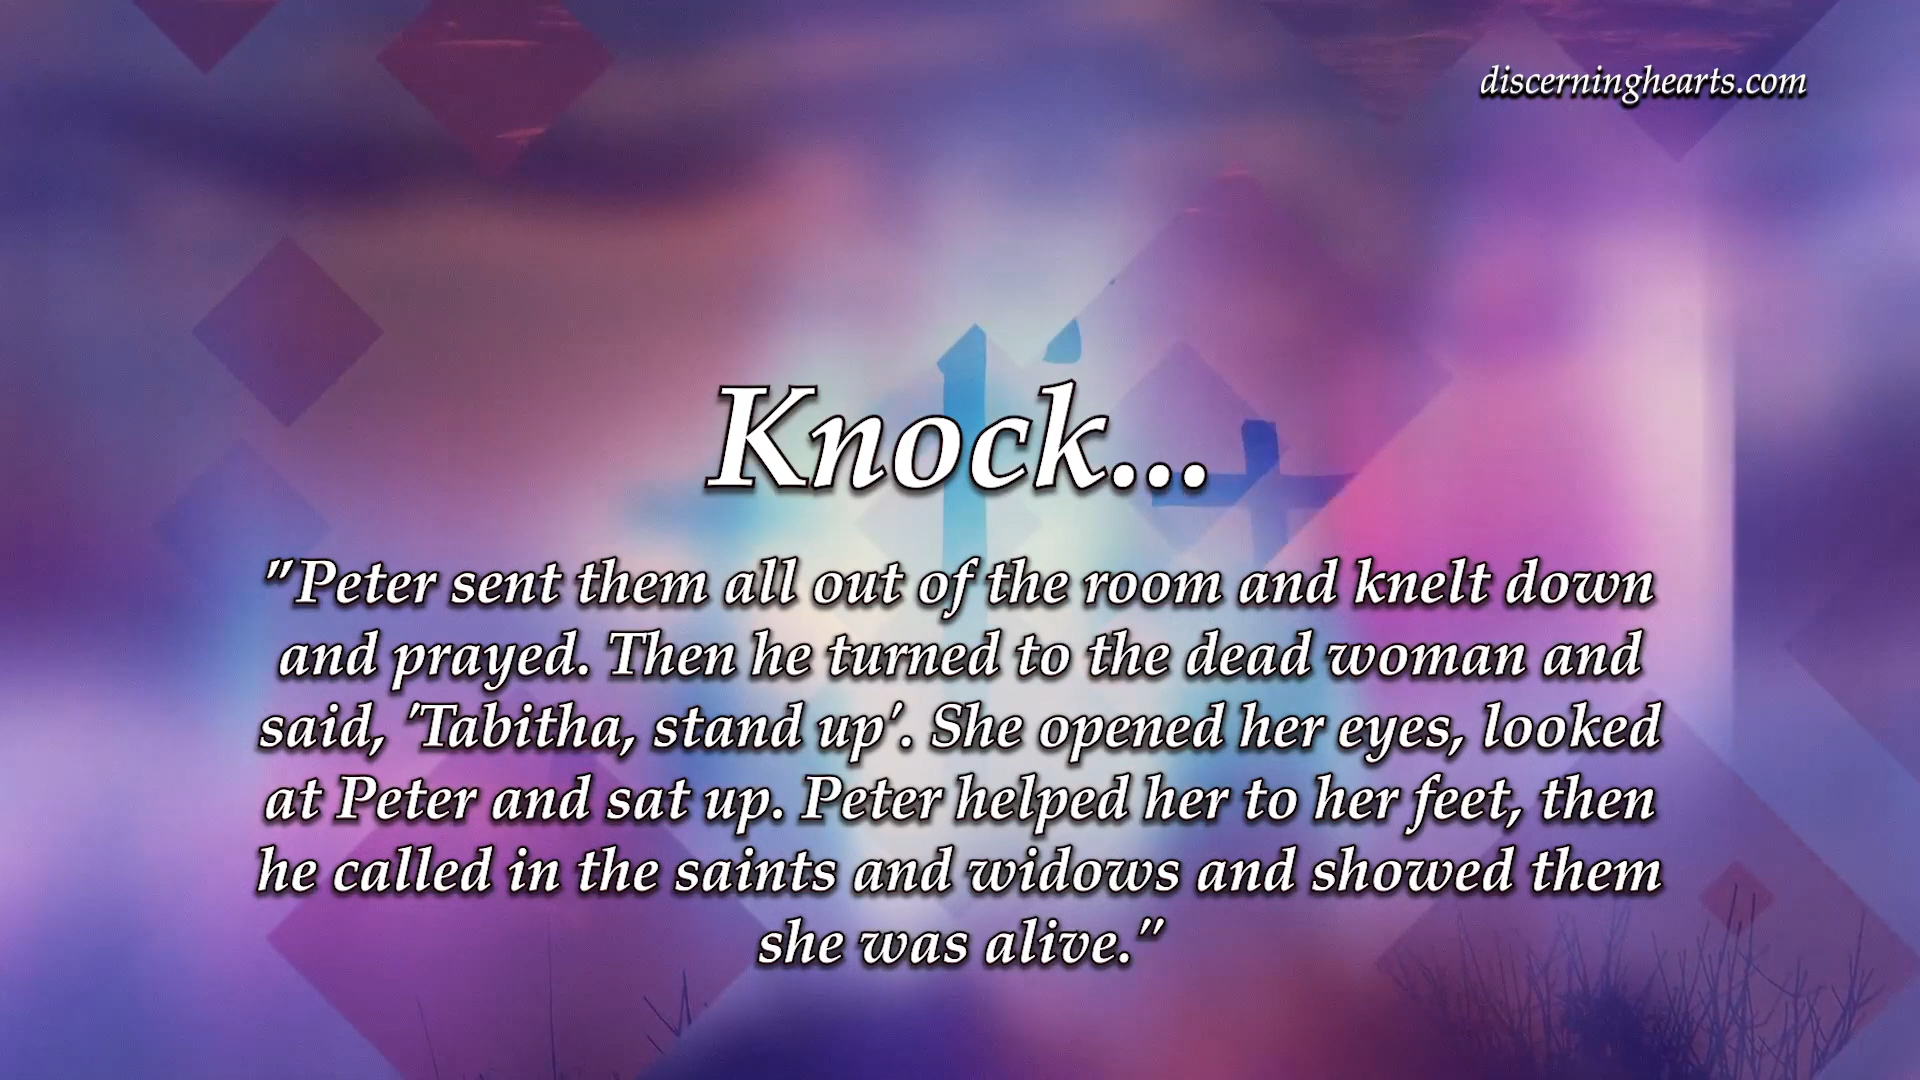 discerninghearts.com
Knock...
"Peter sent them all out of the room and knelt down
and prayed. Then he turned to the dead woman and
said, 'Tabitha, stand up'. She opened her eyes, looked
at Peter and sat up. Peter helped her to her feet, then
he called in the saints and widows and showed them
she was alive."